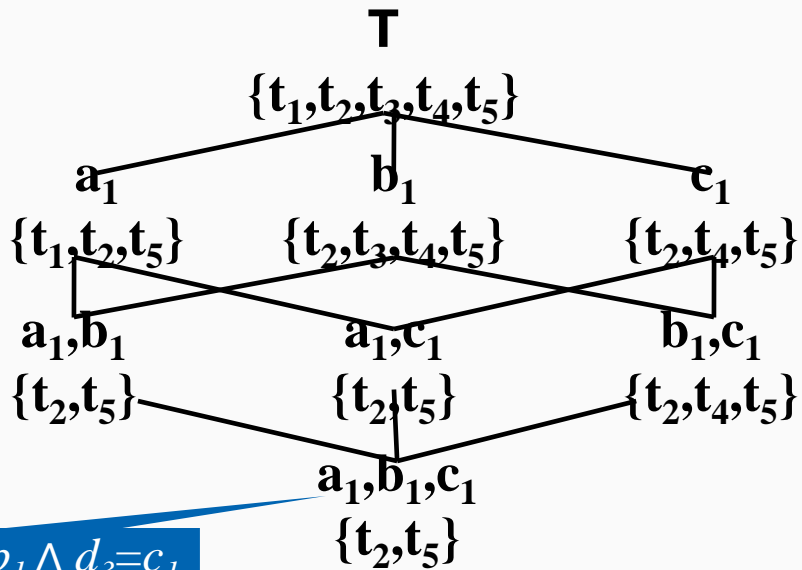 T
{t₁,t₂,t₃,t₄,t₅}
a₁ b₁ c₁
{t₁,t₂,t₅} {t₂,t₃,t₄,t₅} {t₂,t₄,t₅}
a₁,b₁ a₁,c₁ b₁,c₁
{t₂,t₅} {t₂,t₅} {t₂,t₄,t₅}
a₁,b₁,c₁
{t₂,t₅}